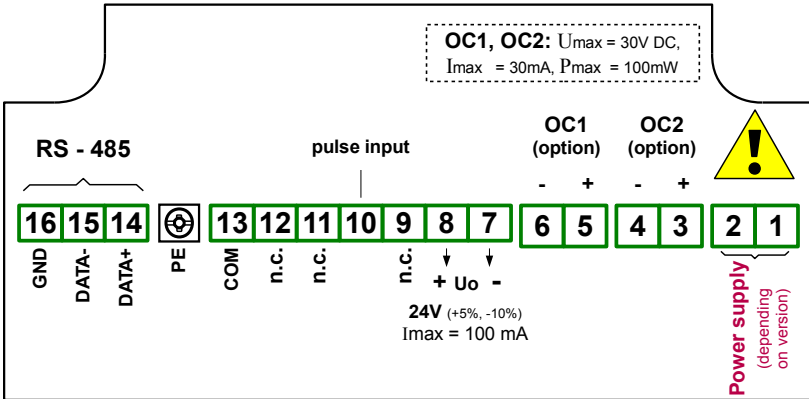 OC1, OC2: Umax = 30V DC,
Imax = 30mA, Pmax = 100mW
RS - 485
pulse input
OC1
(option)
OC2
(option)
- +
- +
16 15 14
13 12 11 10 9 8 7
6 5
4 3
2 1
GND
DATA-
DATA+
PE
COM
n.c.
n.c.
n.c.
+ Uo -
24V (+5%, -10%)
Imax = 100 mA
Power supply
(depending
on version)